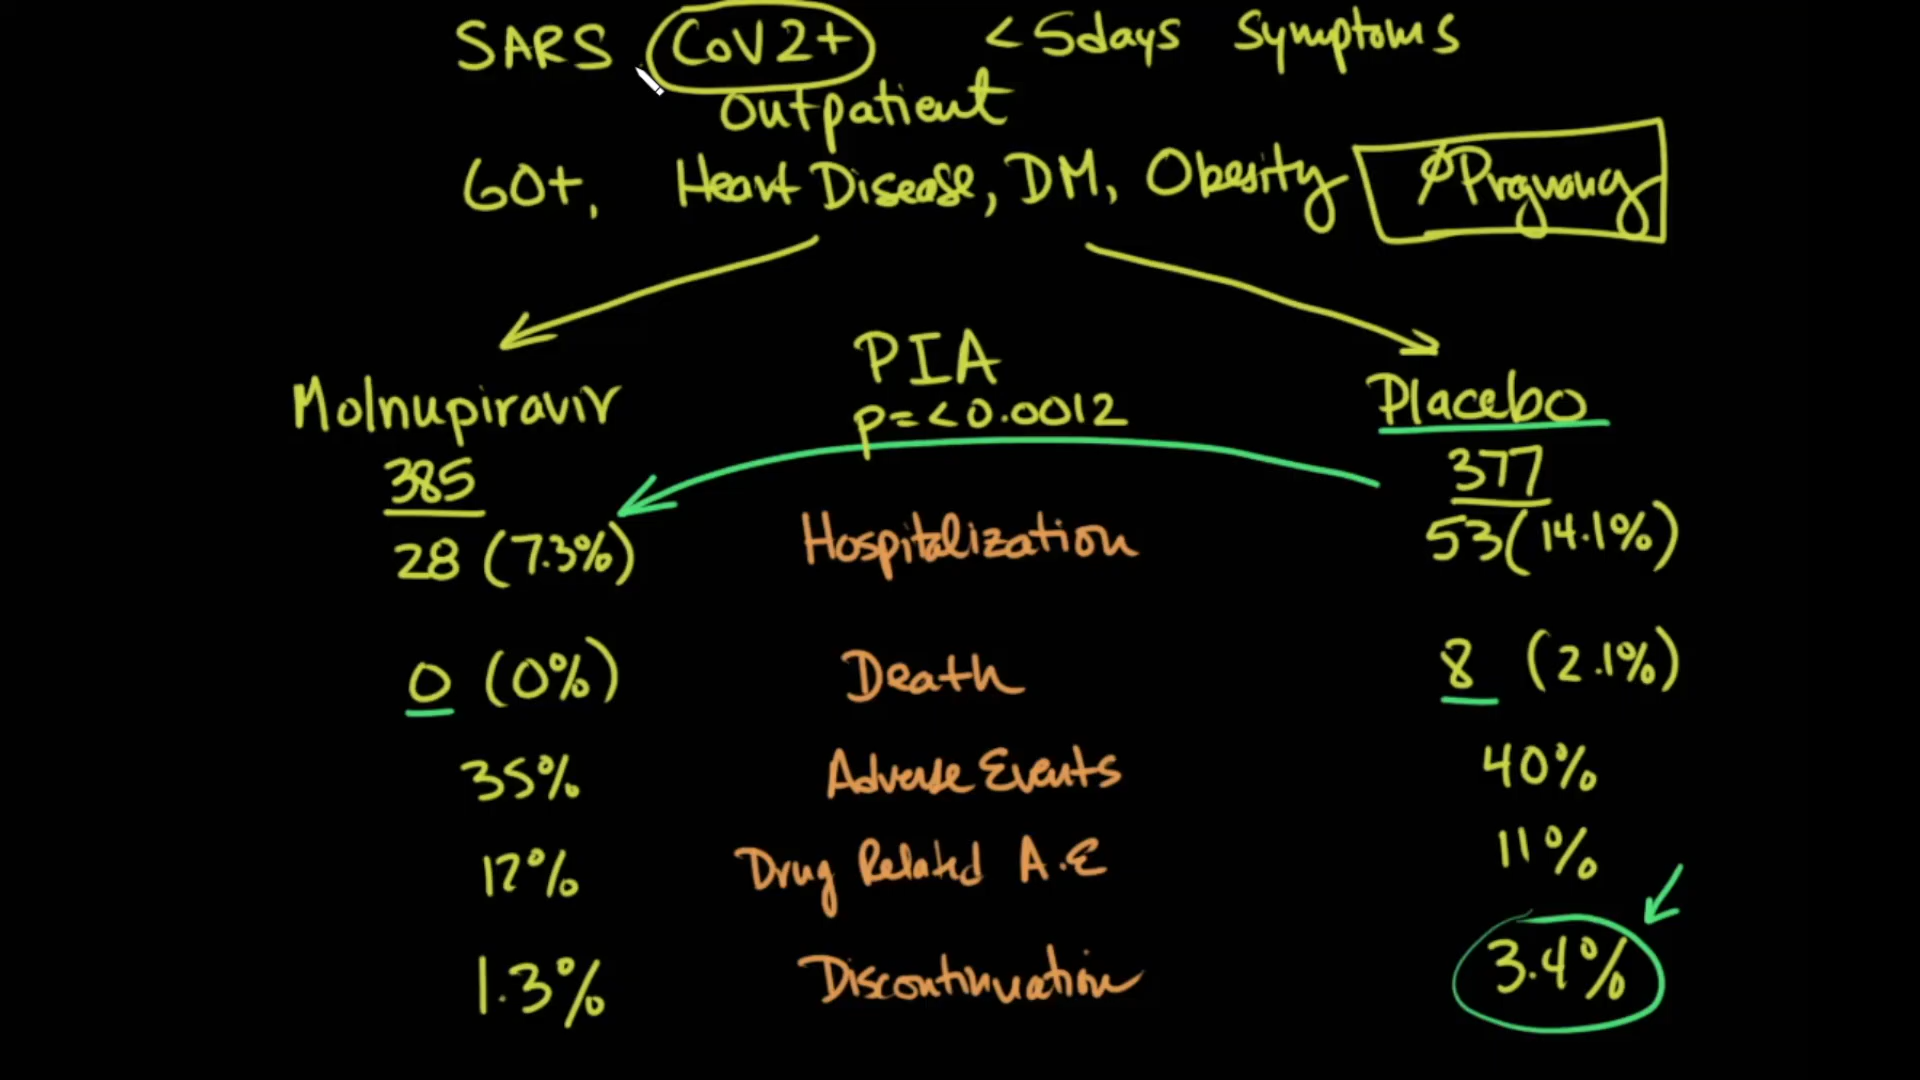 SARS CoV2+ <5days Symptoms
Outpatient
60+, Heart Disease, DM, Obesity ØPregnancy
PIA
Molnupiravir p=<0.0012 Placebo
385 377
28 (7.3%) Hospitalization 53(14.1%)
0 (0%) Death 8 (2.1%)
35% Adverse Events 40%
12% Drug Related A.E 11%
1.3% Discontinuation 3.4%